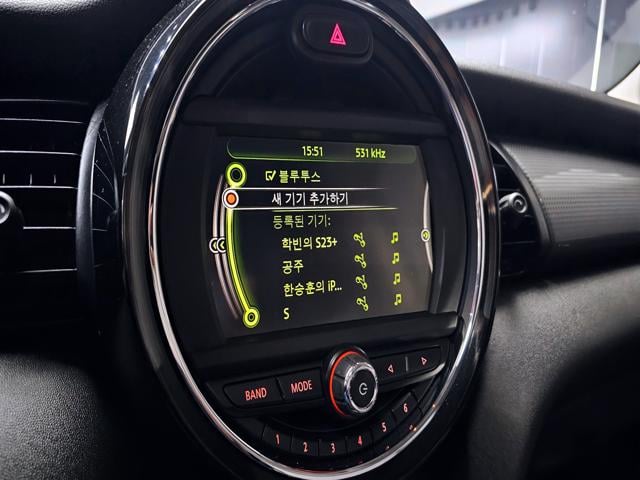 15:51 531 kHz
블루투스
새 기기 추가하기
등록된 기기:
학빈의 S23+
공주
한승훈의 iP...
S
BAND MODE
1 2 3 4 5 6